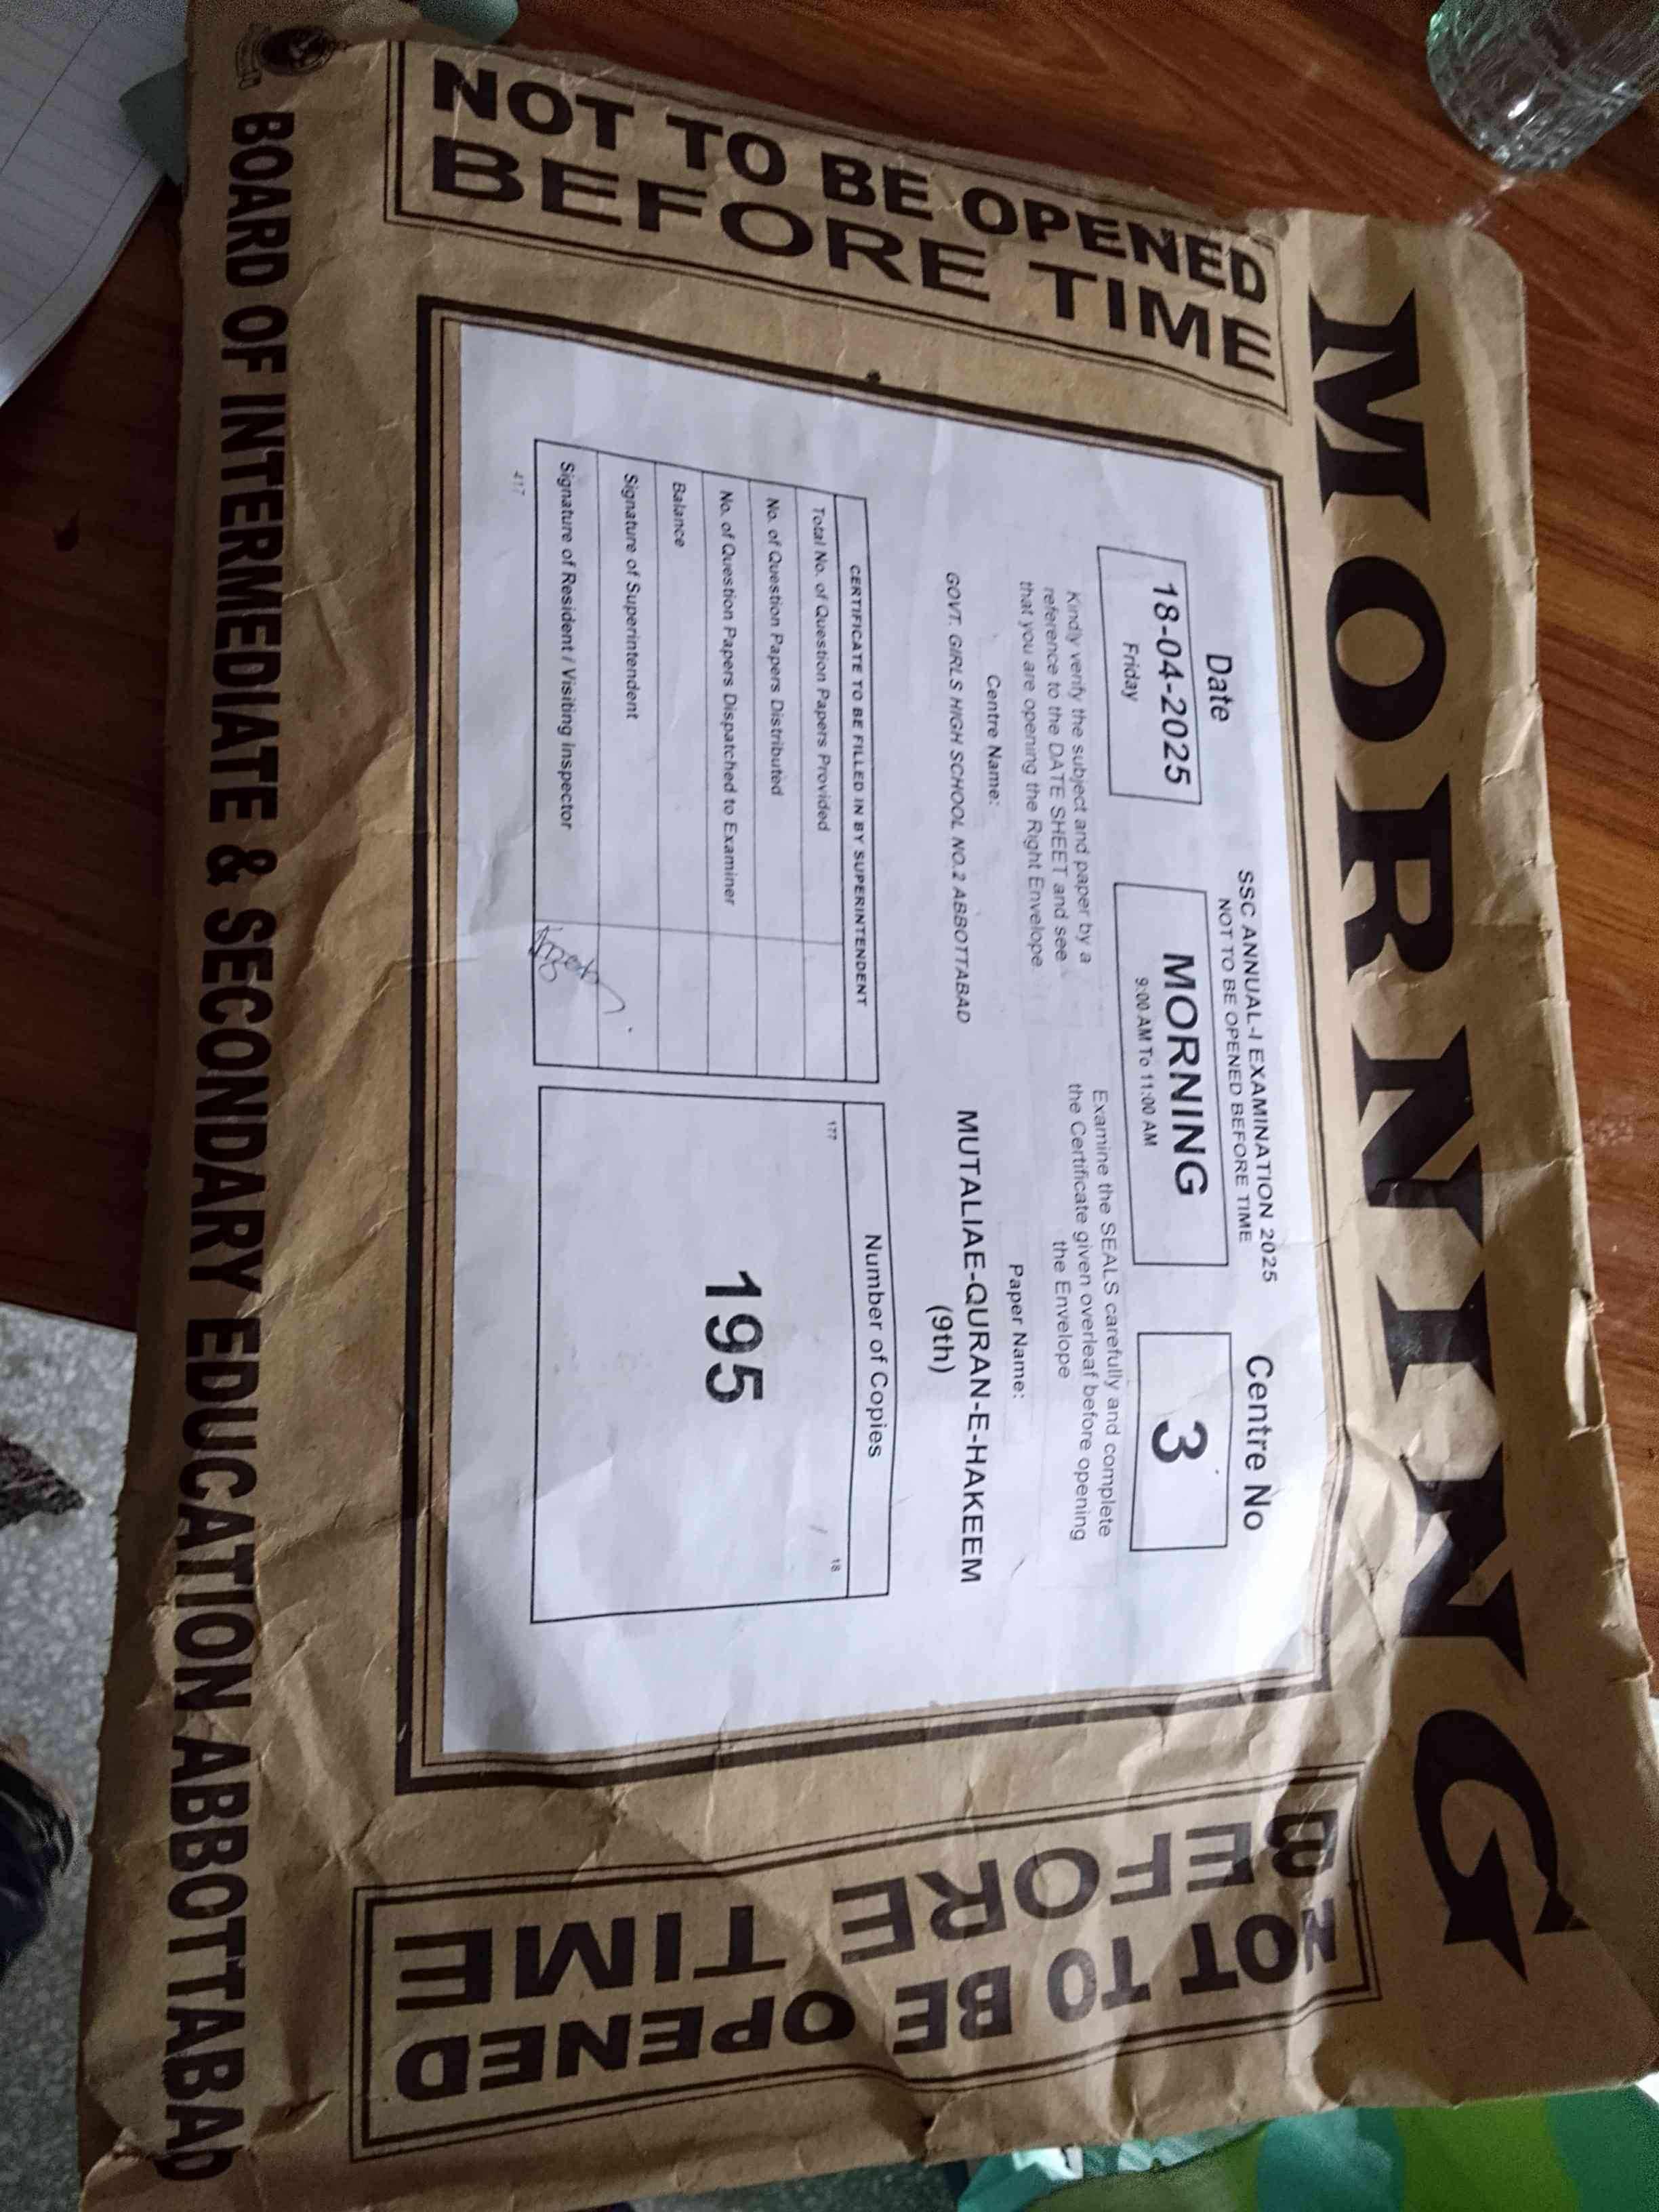 MORNING
NOT TO BE OPENED
BEFORE TIME
SSC ANNUAL-I EXAMINATION 2025
NOT TO BE OPENED BEFORE TIME
Date
18-04-2025
Friday
MORNING
9:00 AM To 11:00 AM
Centre No
3
Kindly verify the subject and paper by a
reference to the DATE SHEET and see
that you are opening the Right Envelope
Examine the SEALS carefully and complete
the Certificate given overleaf before opening
the Envelope
Centre Name:
GOVT. GIRLS HIGH SCHOOL NO.2 ABBOTTABAD
Paper Name:
MUTALIAE-QURAN-E-HAKEEM
(9th)
CERTIFICATE TO BE FILLED IN BY SUPERINTENDENT
Total No. of Question Papers Provided
No. of Question Papers Distributed
No. of Question Papers Dispatched to Examiner
Balance
Signature of Superintendent
Signature of Resident / Visiting Inspector
417
Number of Copies
177
18
195
NOT TO BE OPENED
BEFORE TIME
BOARD OF INTERMEDIATE & SECONDARY EDUCATION ABBOTTABAD